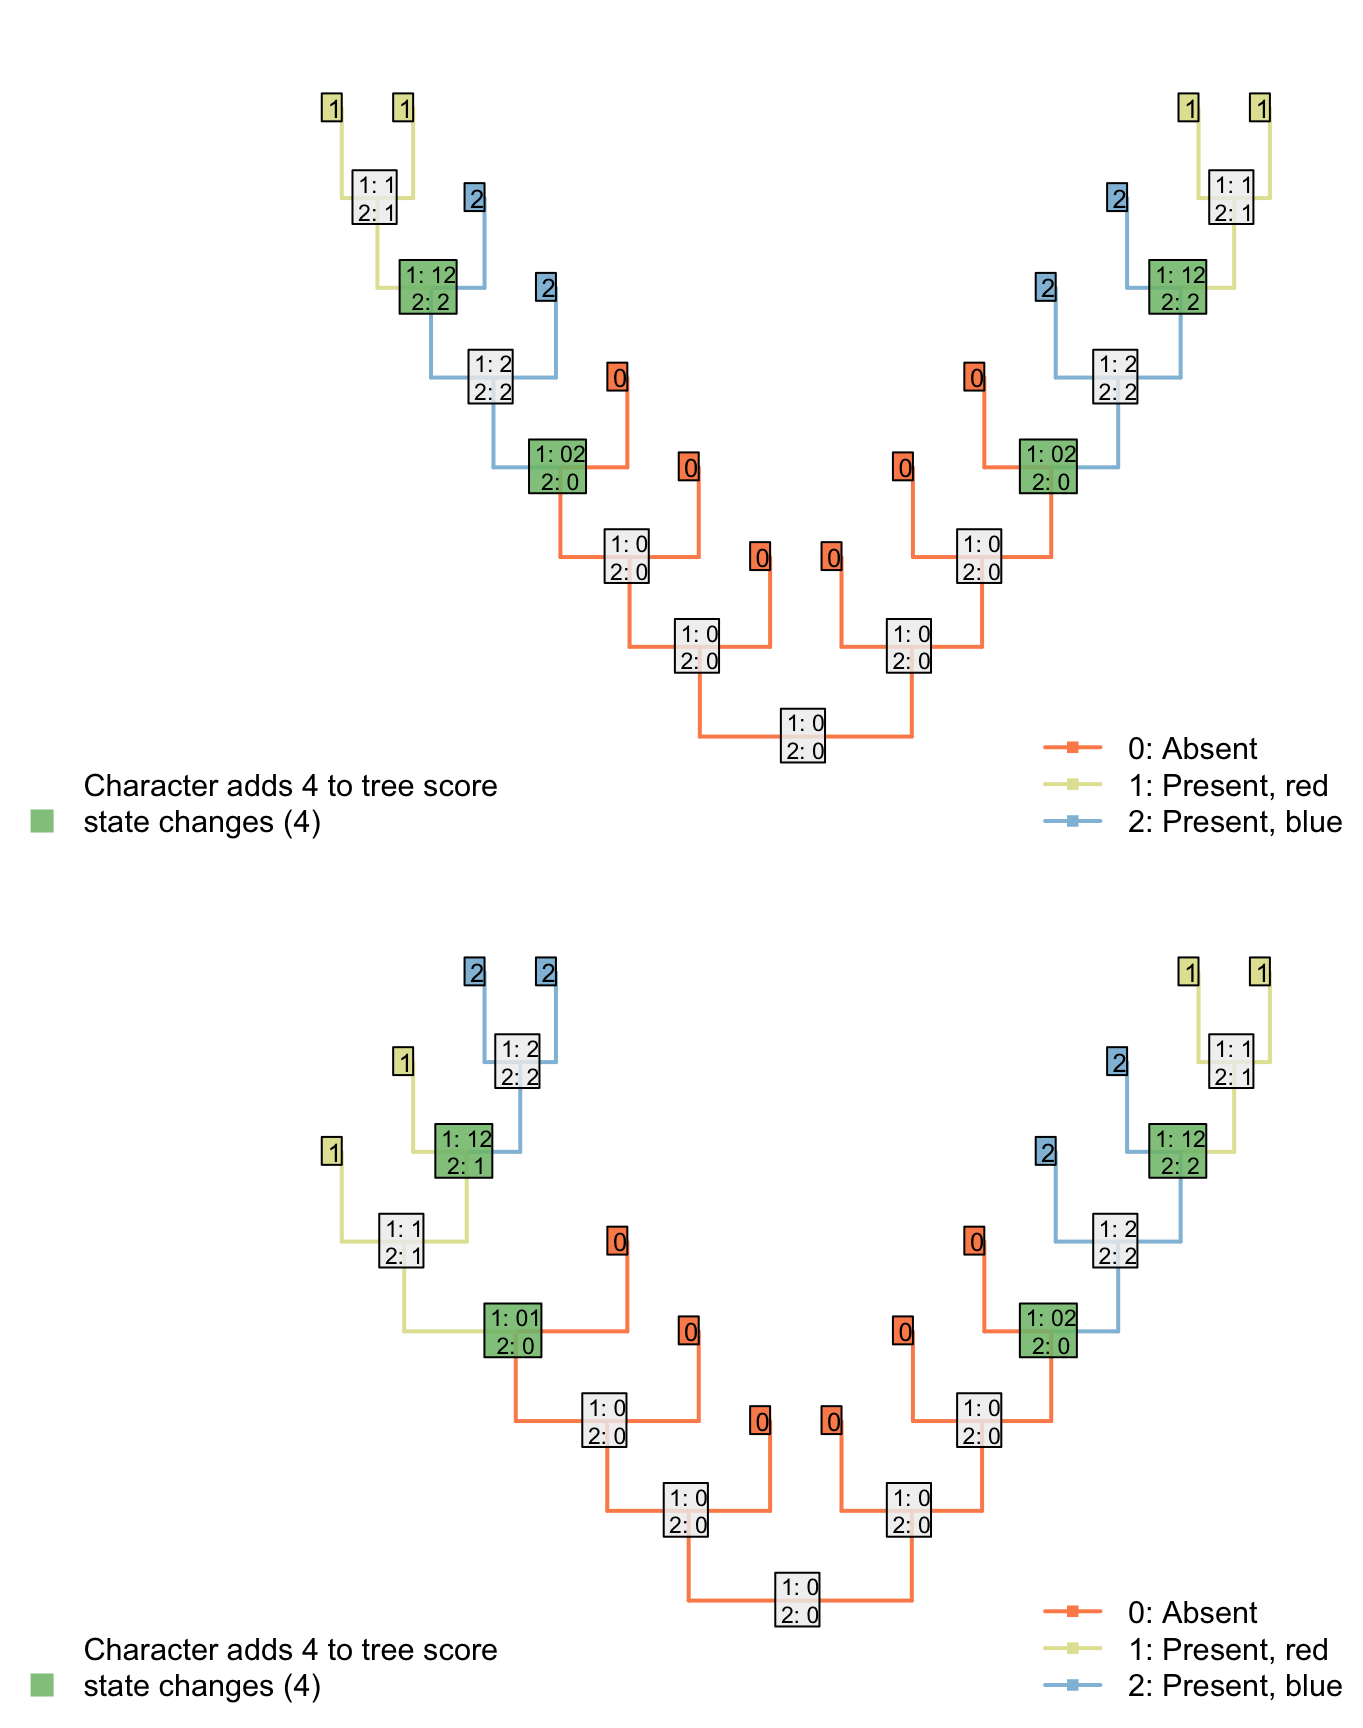 1 1 1 1
1: 1 1: 1
2: 1 2 2 2: 1
1: 12 1: 12
2: 2 2 2 2: 2
1: 2 1: 2
2: 2 0 0 2: 2
1: 02 1: 02
2: 0 0 0 2: 0
1: 0 1: 0
2: 0 0 0 2: 0
1: 0 1: 0
2: 0 2: 0
1: 0
2: 0
0: Absent
1: Present, red
2: Present, blue
Character adds 4 to tree score
state changes (4)
2 2 1 1
1: 2 1: 1
2: 2 1 2 2: 1
1: 12 1: 12
2: 1 1 2 2: 2
1: 1 1: 2
2: 1 0 0 2: 2
1: 01 1: 02
2: 0 0 0 2: 0
1: 0 1: 0
2: 0 0 0 2: 0
1: 0 1: 0
2: 0 2: 0
1: 0
2: 0
0: Absent
1: Present, red
2: Present, blue
Character adds 4 to tree score
state changes (4)